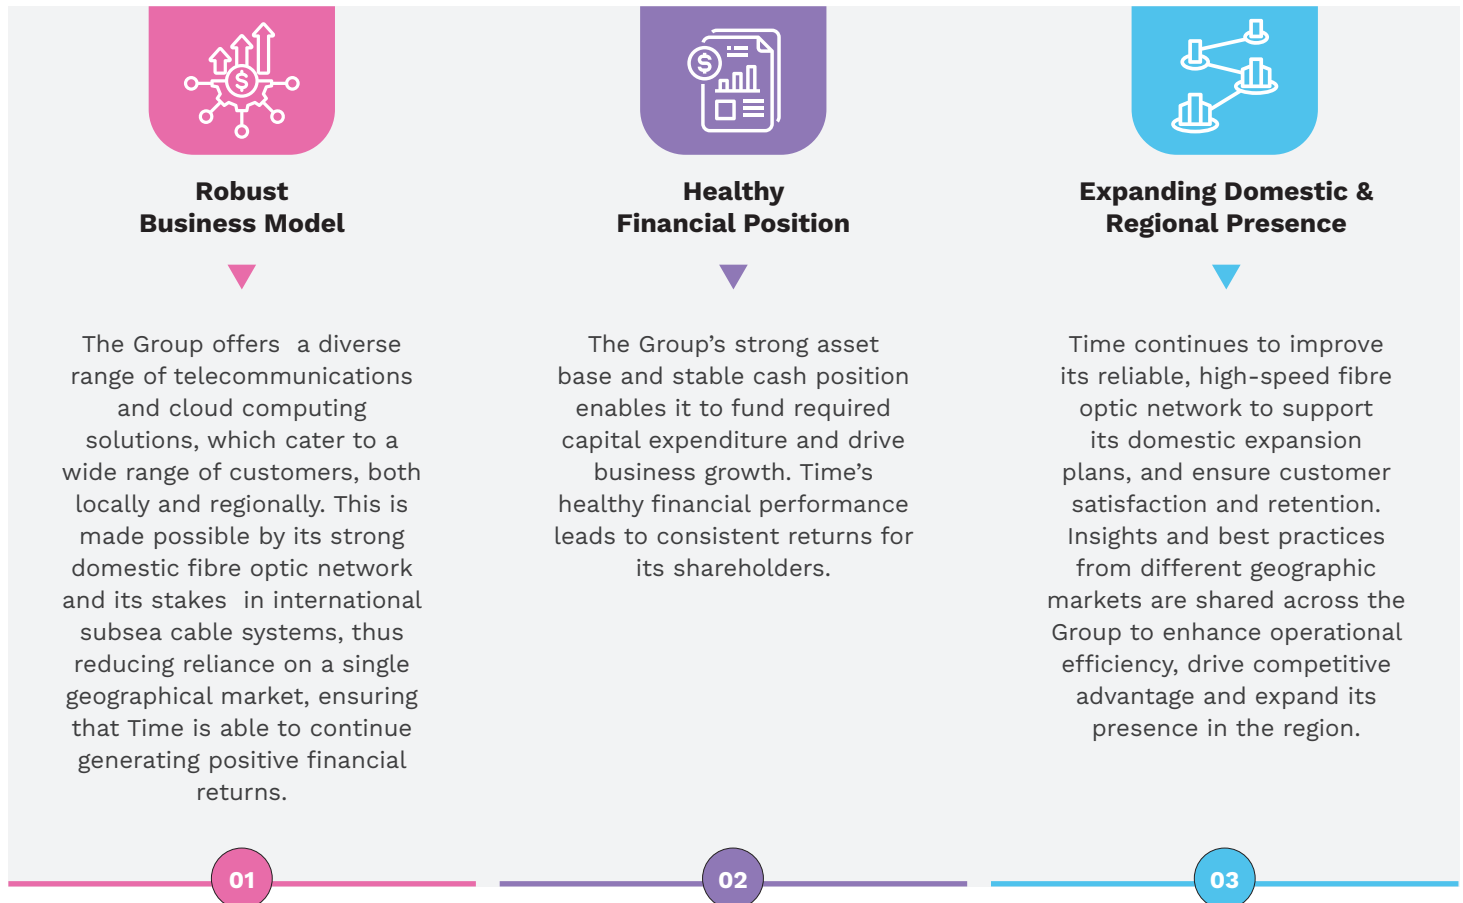 $
Robust
Business Model
The Group offers  a diverse
range of telecommunications
and cloud computing
solutions, which cater to a
wide range of customers, both
locally and regionally. This is
made possible by its strong
domestic fibre optic network
and its stakes  in international
subsea cable systems, thus
reducing reliance on a single
geographical market, ensuring
that Time is able to continue
generating positive financial
returns.
01
$
Healthy
Financial Position
The Group’s strong asset
base and stable cash position
enables it to fund required
capital expenditure and drive
business growth. Time’s
healthy financial performance
leads to consistent returns for
its shareholders.
02
Expanding Domestic &
Regional Presence
Time continues to improve
its reliable, high-speed fibre
optic network to support
its domestic expansion
plans, and ensure customer
satisfaction and retention.
Insights and best practices
from different geographic
markets are shared across the
Group to enhance operational
efficiency, drive competitive
advantage and expand its
presence in the region.
03